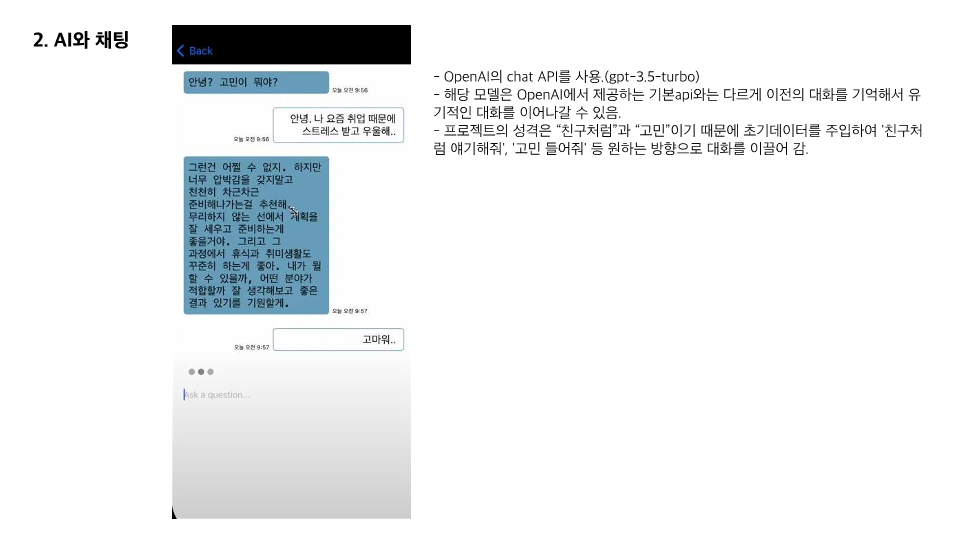 2. AI와 채팅
Back
안녕? 고민이 뭐야?
오늘 오전 9:56
안녕. 나 요즘 취업 때문에
스트레스 받고 우울해..
오늘 오전 9:56
그런건 어쩔 수 없지. 하지만
너무 압박감을 갖지말고
천천히 차근차근
준비해나가는걸 추천해.
무리하지 않는 선에서 계획을
잘 세우고 준비하는게
좋을거야. 그리고 그
과정에서 휴식과 취미생활도
꾸준히 하는게 좋아. 내가 뭘
할 수 있을까, 어떤 분야가
적합할까 잘 생각해보고 좋은
결과 있기를 기원할게.
오늘 오전 9:57
고마워..
오늘 오전 9:57
Ask a question...
- OpenAI의 chat API를 사용.(gpt-3.5-turbo)
- 해당 모델은 OpenAI에서 제공하는 기본api와는 다르게 이전의 대화를 기억해서 유
기적인 대화를 이어나갈 수 있음.
- 프로젝트의 성격은 “친구처럼”과 “고민”이기 때문에 초기데이터를 주입하여 '친구처
럼 얘기해줘', '고민 들어줘' 등 원하는 방향으로 대화를 이끌어 감.